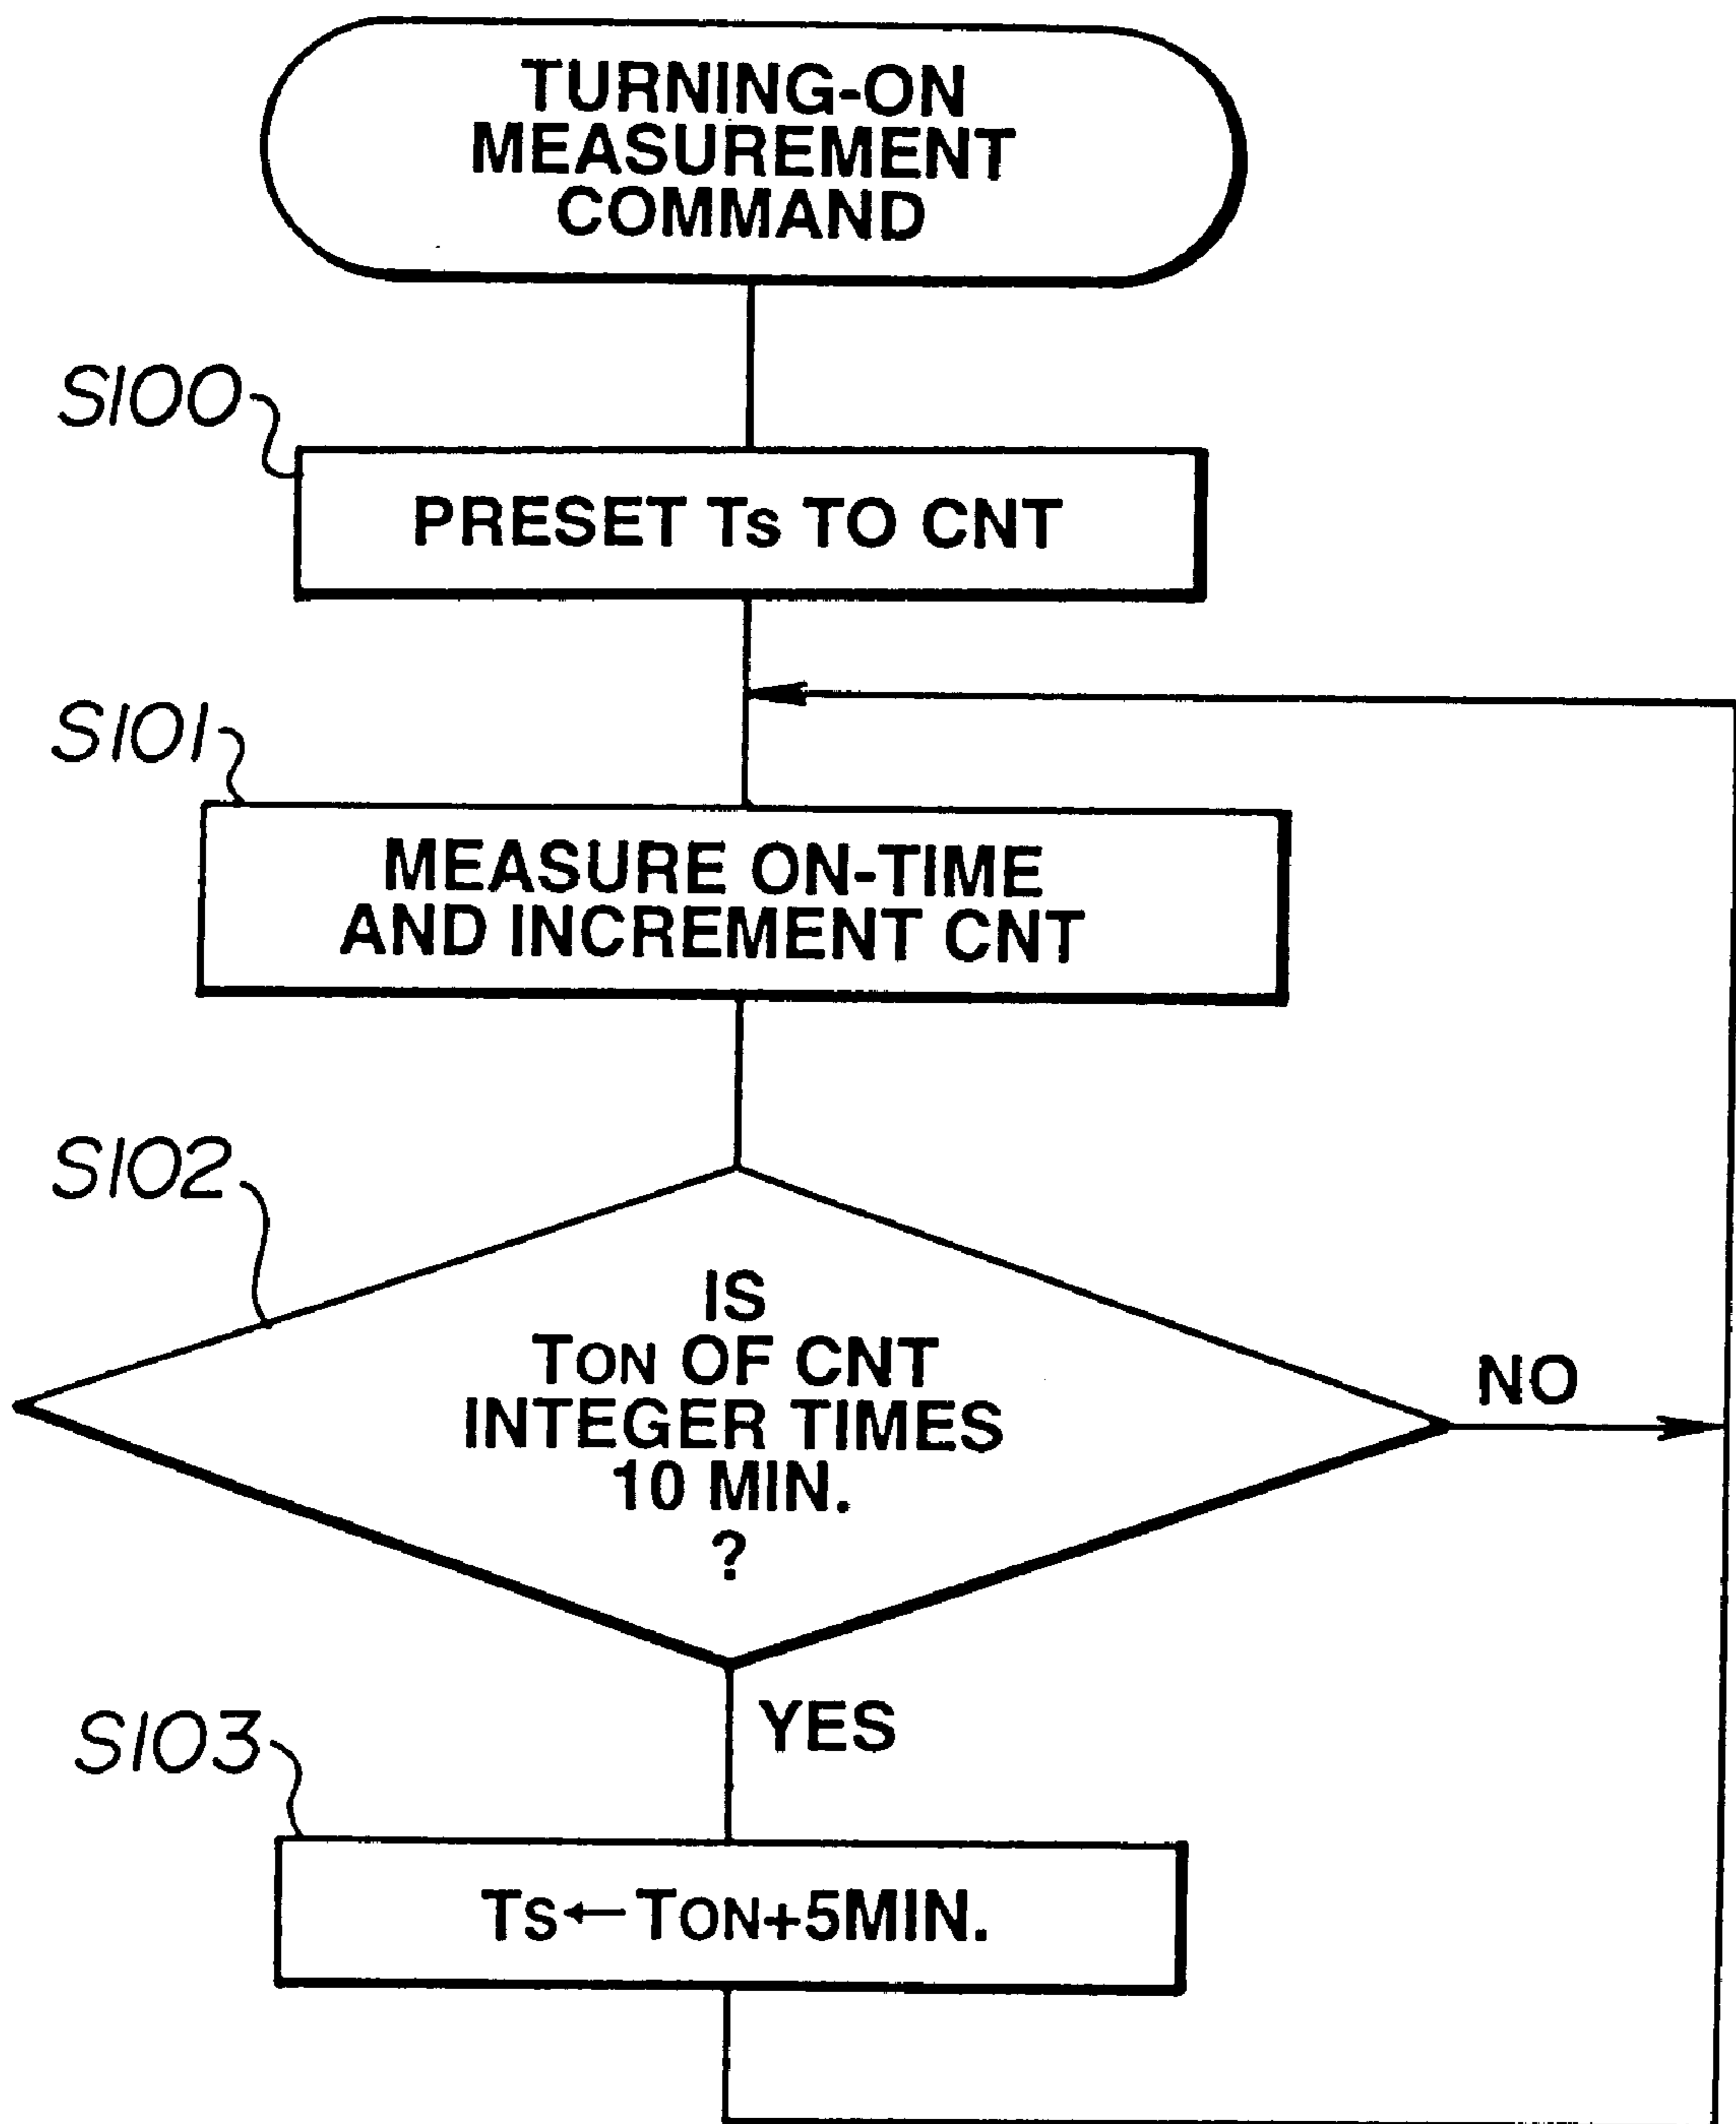 TURNING-ON
MEASUREMENT
COMMAND
S100
PRESET Ts TO CNT
S101
MEASURE ON-TIME
AND INCREMENT CNT
S102
IS
TON OF CNT
INTEGER TIMES
10 MIN.
?
NO
YES
S103
TS←TON+5MIN.